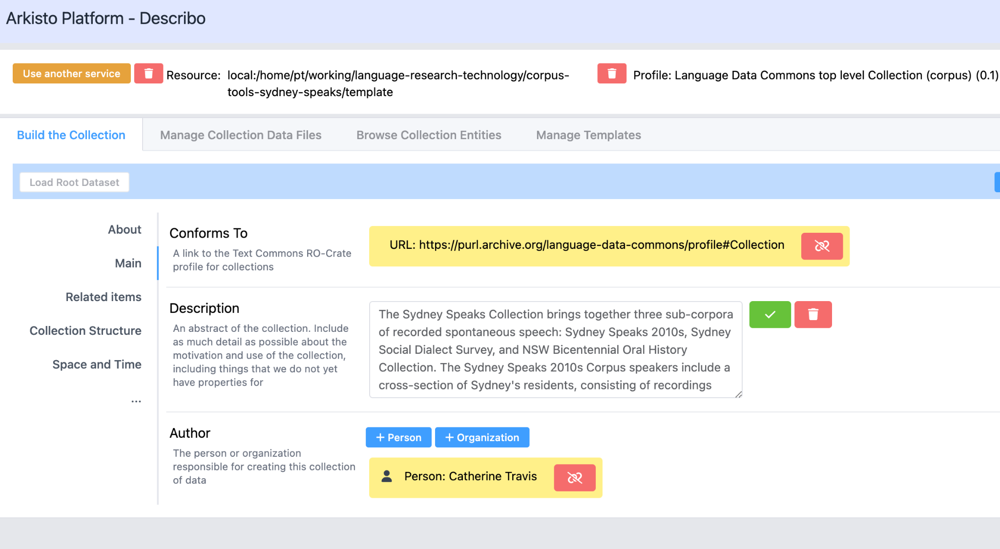 Arkisto Platform - Describo
Use another service
Resource: local:/home/pt/working/language-research-technology/corpus-
tools-sydney-speaks/template
Profile: Language Data Commons top level Collection (corpus) (0.1)
Build the Collection
Manage Collection Data Files
Browse Collection Entities
Manage Templates
Load Root Dataset
About
Main
Related items
Collection Structure
Space and Time
...
Conforms To
A link to the Text Commons RO-Crate
profile for collections
URL: https://purl.archive.org/language-data-commons/profile#Collection
Description
An abstract of the collection. Include
as much detail as possible about the
motivation and use of the collection,
including things that we do not yet
have properties for
The Sydney Speaks Collection brings together three sub-corpora
of recorded spontaneous speech: Sydney Speaks 2010s, Sydney
Social Dialect Survey, and NSW Bicentennial Oral History
Collection. The Sydney Speaks 2010s Corpus speakers include a
cross-section of Sydney's residents, consisting of recordings
Author
The person or organization
responsible for creating this collection
of data
+ Person
+ Organization
Person: Catherine Travis